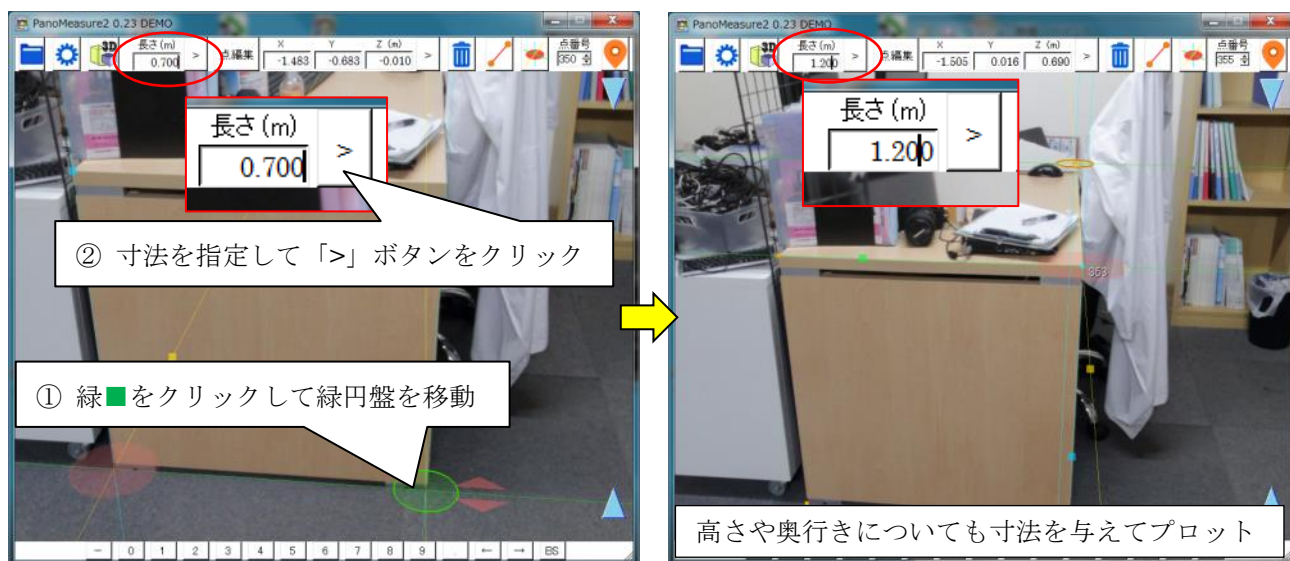 PanoMeasure2 0.23 DEMO
長さ(m)
0.700
>
点編集
X Y Z (m)
-1.483 -0.683 -0.010
>
点番号
350
長さ(m)
0.700
>
② 寸法を指定して「>」ボタンをクリック
① 緑■をクリックして緑円盤を移動
- 0 1 2 3 4 5 6 7 8 9 . ← → BS
PanoMeasure2 0.23 DEMO
長さ(m)
1.200
>
点編集
X Y Z (m)
-1.505 0.016 0.690
>
点番号
355
長さ(m)
1.200
>
353
高さや奥行きについても寸法を与えてプロット